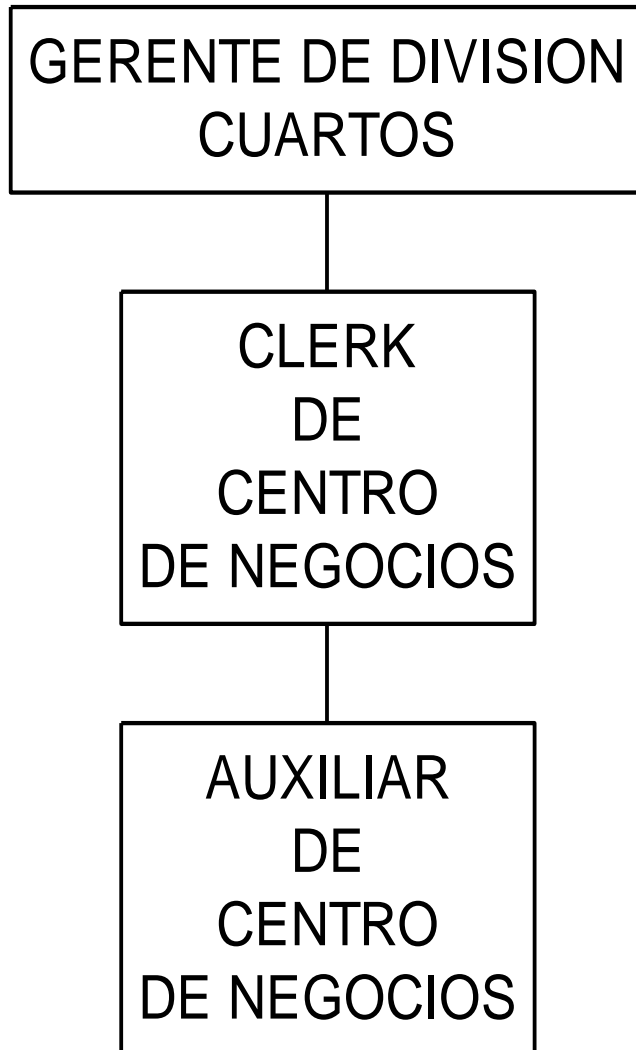 GERENTE DE DIVISION
CUARTOS
CLERK
DE
CENTRO
DE NEGOCIOS
AUXILIAR
DE
CENTRO
DE NEGOCIOS